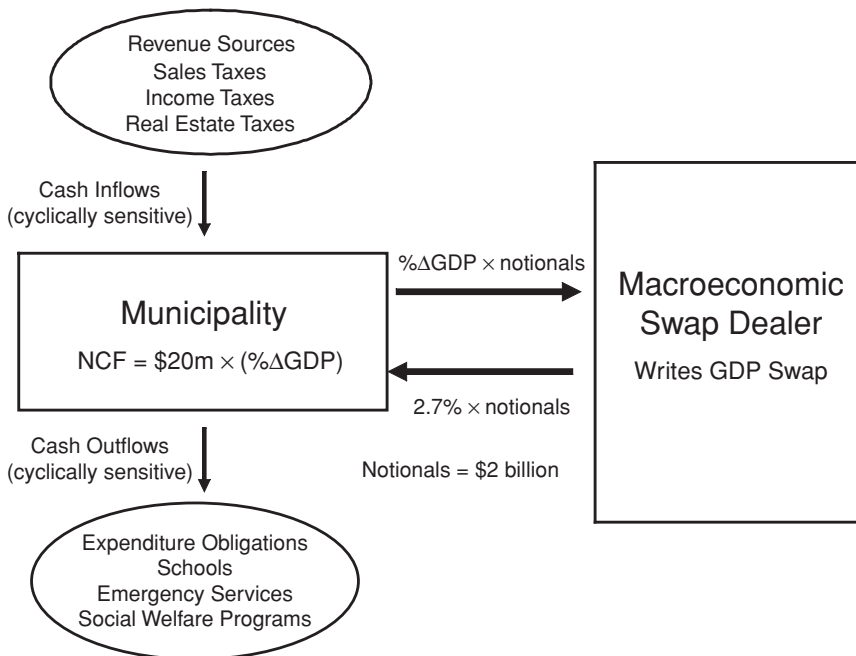 Revenue Sources
Sales Taxes
Income Taxes
Real Estate Taxes
Cash Inflows
(cyclically sensitive)
%ΔGDP × notionals
Municipality
NCF = $20m × (%ΔGDP)
Macroeconomic
Swap Dealer
Writes GDP Swap
2.7% × notionals
Cash Outflows
(cyclically sensitive)
Notionals = $2 billion
Expenditure Obligations
Schools
Emergency Services
Social Welfare Programs